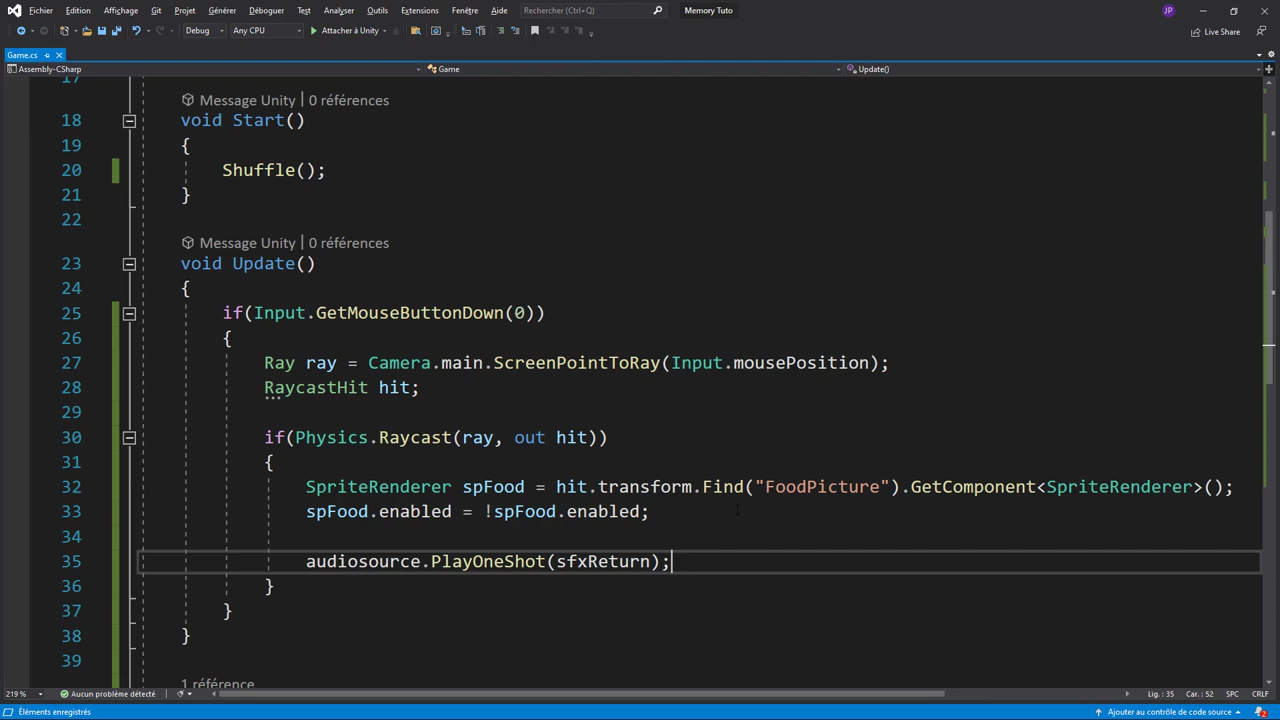 Fichier Edition Affichage Git Projet Générer Déboguer Test Analyser Outils Extensions Fenêtre Aide Rechercher (Ctrl+Q) Memory Tuto JP
Debug Any CPU Attacher à Unity Live Share
Game.cs
Assembly-CSharp Game Update()
17
Message Unity | 0 références
18 void Start()
19 {
20 Shuffle();
21 }
22
Message Unity | 0 références
23 void Update()
24 {
25 if(Input.GetMouseButtonDown(0))
26 {
27 Ray ray = Camera.main.ScreenPointToRay(Input.mousePosition);
28 RaycastHit hit;
29
30 if(Physics.Raycast(ray, out hit))
31 {
32 SpriteRenderer spFood = hit.transform.Find("FoodPicture").GetComponent<SpriteRenderer>();
33 spFood.enabled = !spFood.enabled;
34
35 audiosource.PlayOneShot(sfxReturn);
36 }
37 }
38 }
39
1 référence
219 % Aucun problème détecté Lig. : 35 Car. : 52 SPC CRLF
Éléments enregistrés Ajouter au contrôle de code source 2